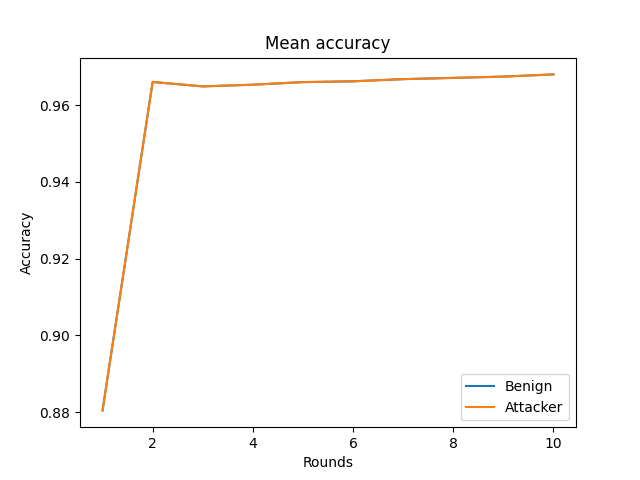 Mean accuracy
Accuracy
0.96
0.94
0.92
0.90
0.88
Benign
Attacker
2 4 6 8 10
Rounds